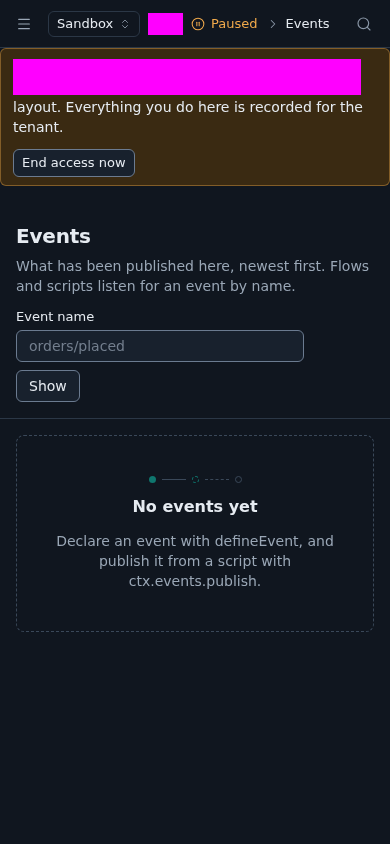 Sandbox
Paused
Events
layout. Everything you do here is recorded for the
tenant.
End access now
Events
What has been published here, newest first. Flows
and scripts listen for an event by name.
Event name
orders/placed
Show
No events yet
Declare an event with defineEvent, and
publish it from a script with
ctx.events.publish.